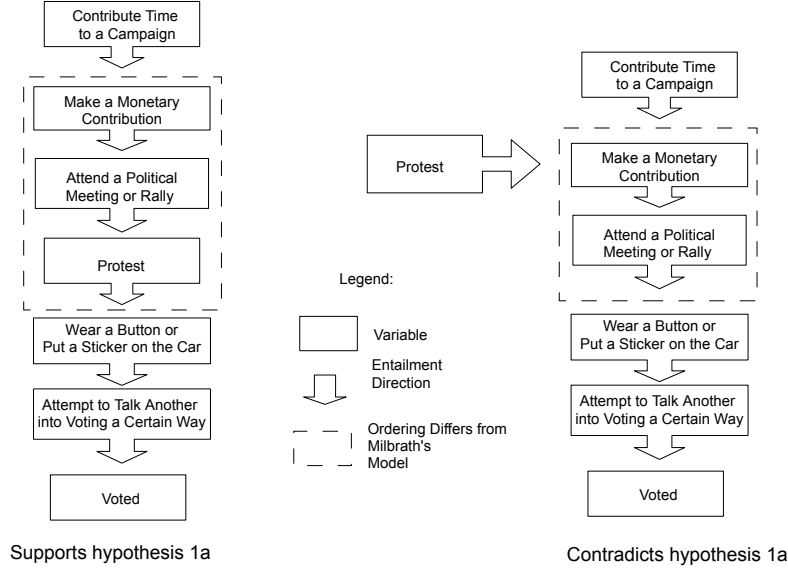 Contribute Time
to a Campaign
Make a Monetary
Contribution
Attend a Political
Meeting or Rally
Protest
Wear a Button or
Put a Sticker on the Car
Attempt to Talk Another
into Voting a Certain Way
Voted
Supports hypothesis 1a
Protest
Legend:
Variable
Entailment
Direction
Ordering Differs from
Milbrath's
Model
Contribute Time
to a Campaign
Make a Monetary
Contribution
Attend a Political
Meeting or Rally
Wear a Button or
Put a Sticker on the Car
Attempt to Talk Another
into Voting a Certain Way
Voted
Contradicts hypothesis 1a